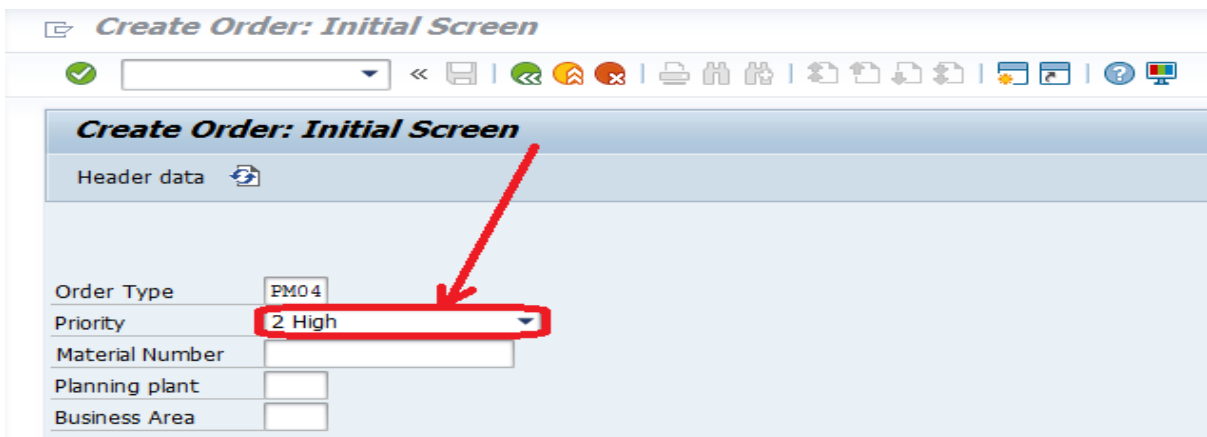 Create Order: Initial Screen
Create Order: Initial Screen
Header data
Order Type PM04
Priority 2 High
Material Number
Planning plant
Business Area